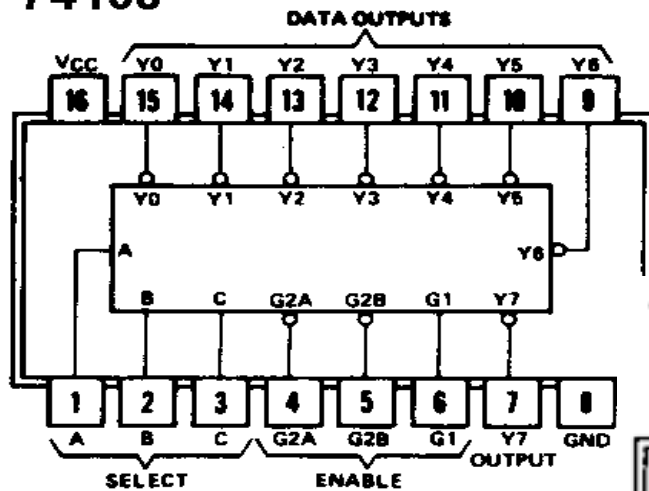 DATA OUTPUTS
VCC Y0 Y1 Y2 Y3 Y4 Y5 Y6
16 15 14 13 12 11 10 9
Y0 Y1 Y2 Y3 Y4 Y5
A Y6
B C G2A G2B G1 Y7
1 2 3 4 5 6 7 8
A B C G2A G2B G1 Y7 GND
OUTPUT
SELECT ENABLE